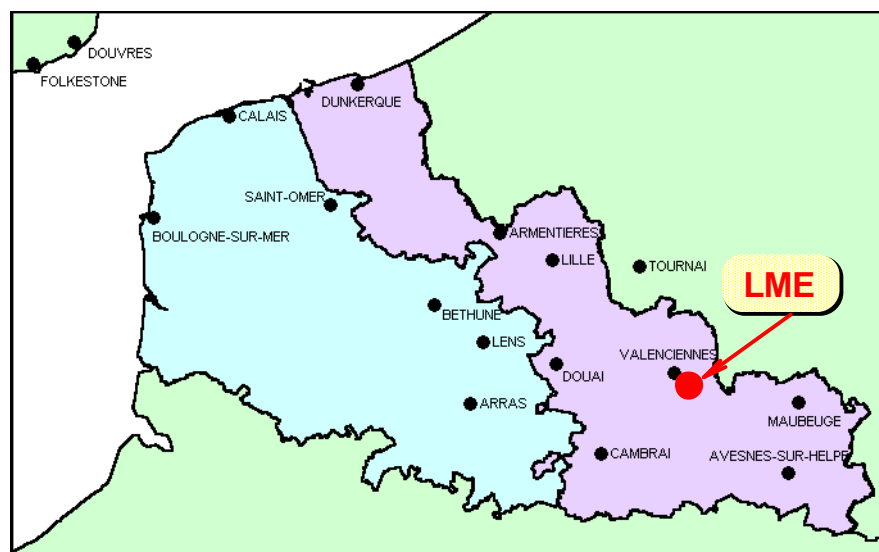 DOUVRES
FOLKESTONE
DUNKERQUE
CALAIS
SAINT-OMER
BOULOGNE-SUR-MER
ARMENTIERES
LILLE
TOURNAI
LME
BETHUNE
LENS
VALENCIENNES
DOUAI
ARRAS
MAUBEUGE
CAMBRAI
AVESNES-SUR-HELPE